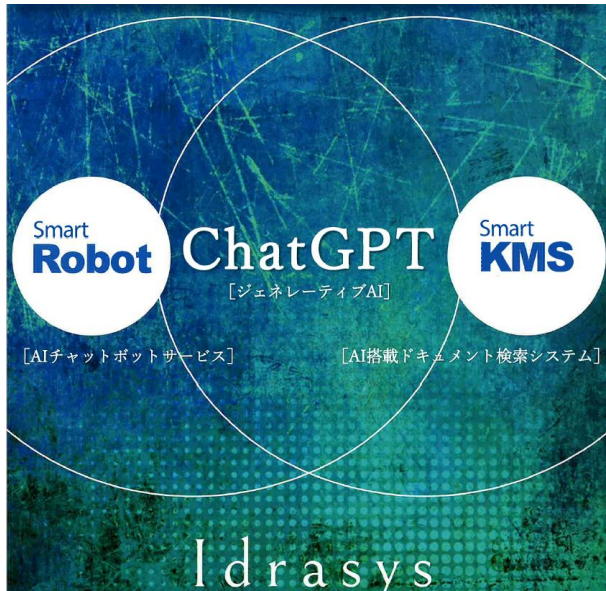 Smart
Robot
ChatGPT
[ジェネレーティブAI]
Smart
KMS
[AIチャットボットサービス]
[AI搭載ドキュメント検索システム]
Idrasys